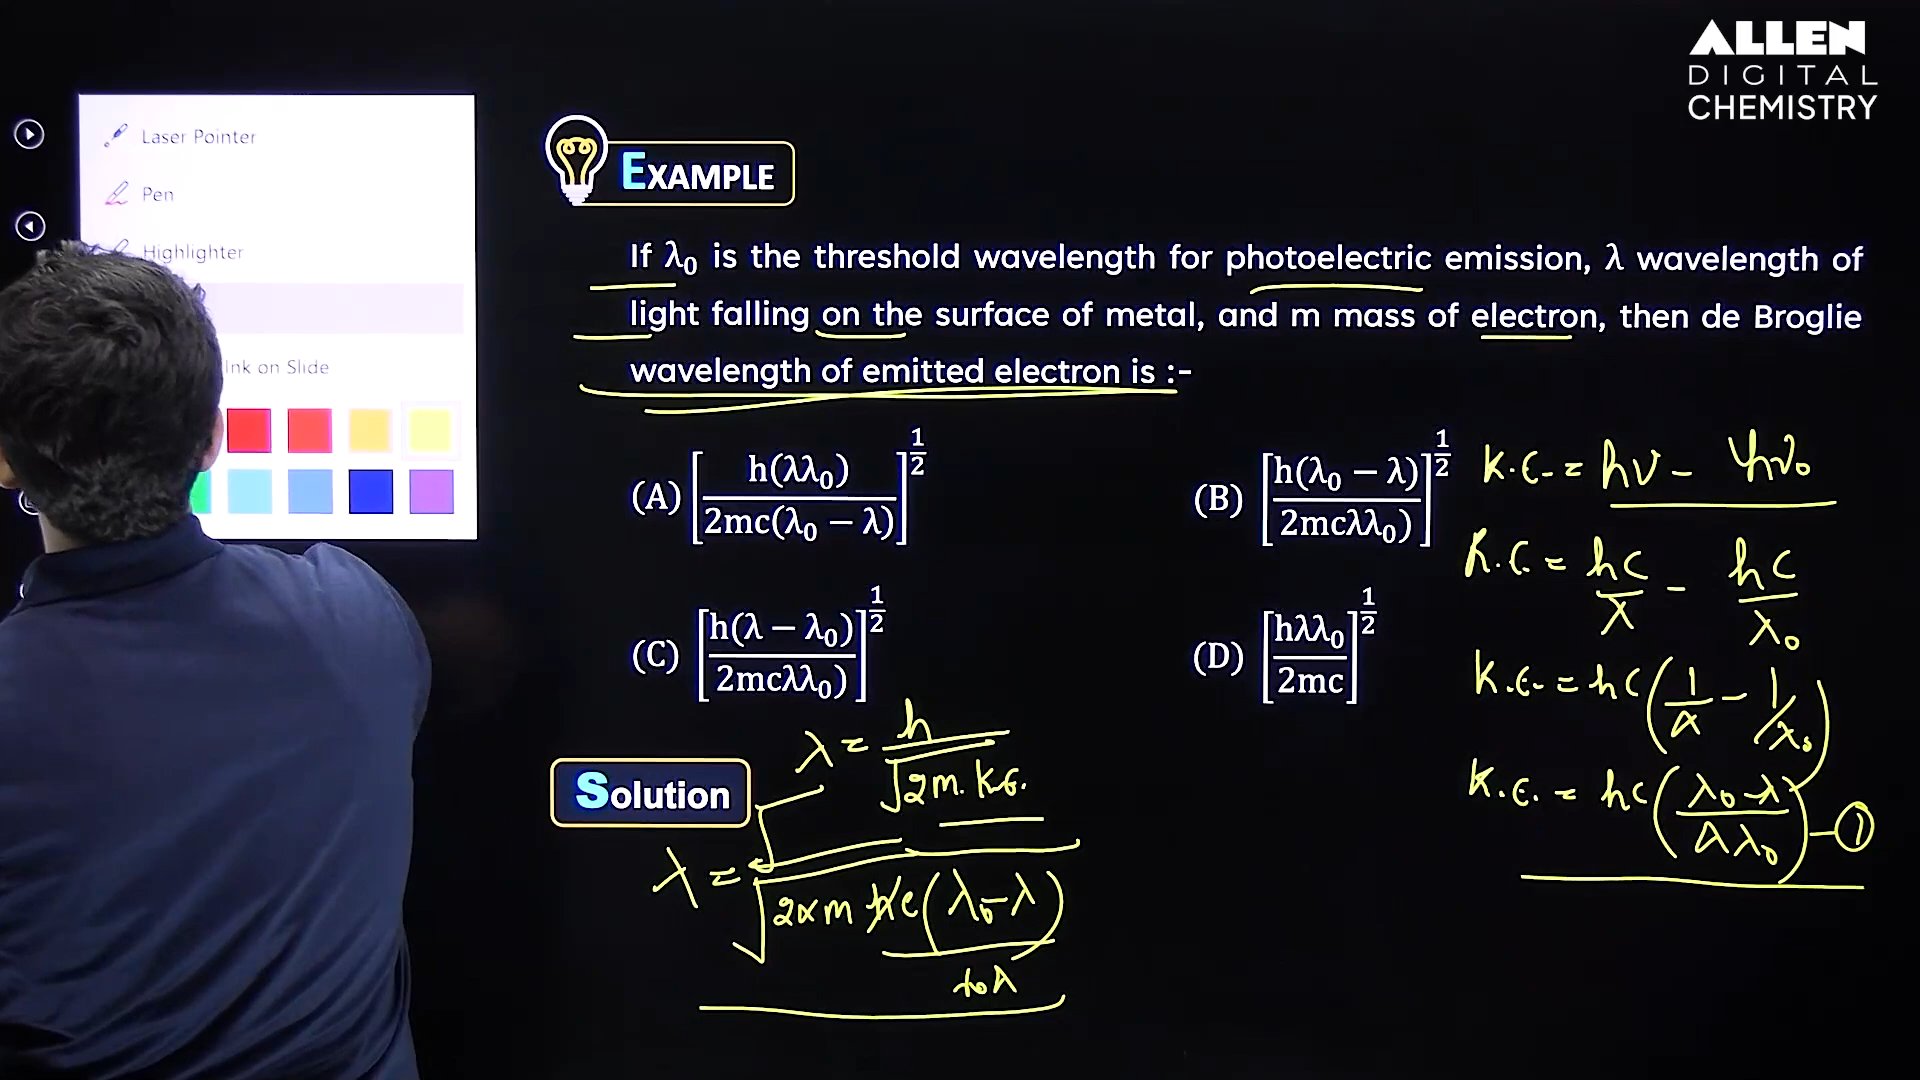 ALLEN
DIGITAL
CHEMISTRY
Laser Pointer
Pen
Highlighter
Ink on Slide
EXAMPLE
If λ₀ is the threshold wavelength for photoelectric emission, λ wavelength of
light falling on the surface of metal, and m mass of electron, then de Broglie
wavelength of emitted electron is :-
(A) [h(λλ₀)/2mc(λ₀ − λ)]^1/2
(B) [h(λ₀ − λ)/2mcλλ₀)]^1/2
(C) [h(λ − λ₀)/2mcλλ₀)]^1/2
(D) [hλλ₀/2mc]^1/2
K.E. = hν − hν₀
K.E. = hc/λ − hc/λ₀
K.E. = hc(1/λ − 1/λ₀)
K.E. = hc(λ₀−λ/λλ₀) —①
Solution
λ = h/√2m. K.E.
λ =
√2×m hc(λ₀−λ)/λ₀λ